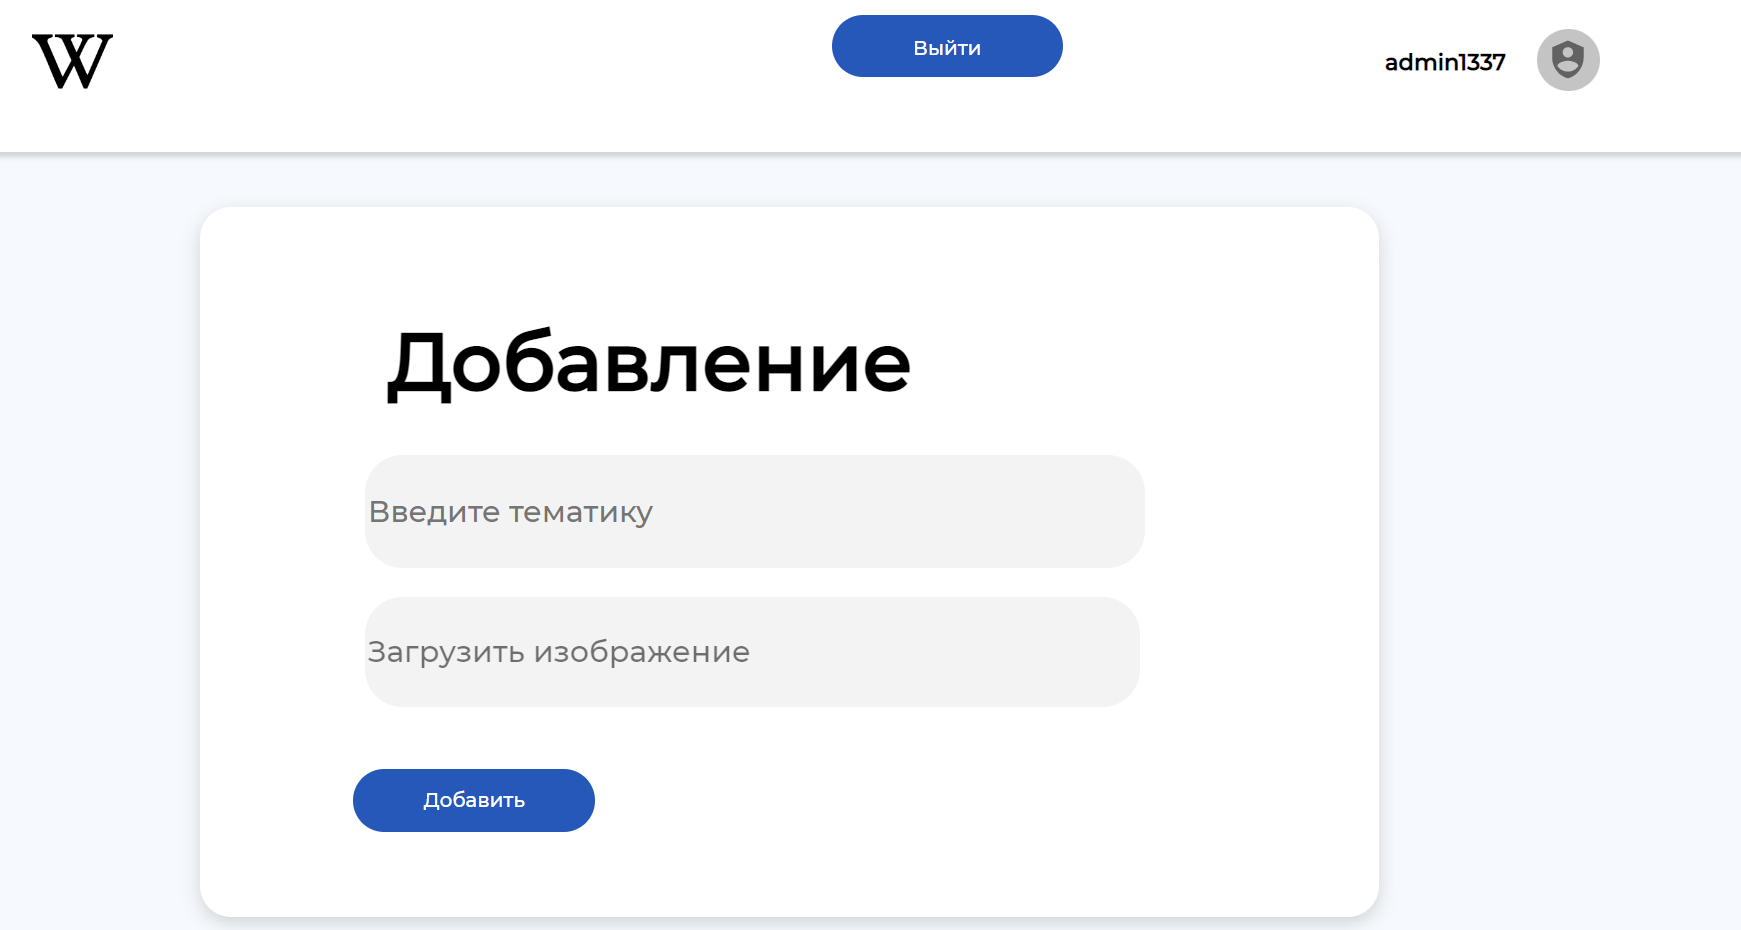 W
Выйти
admin1337
Добавление
Введите тематику
Загрузить изображение
Добавить